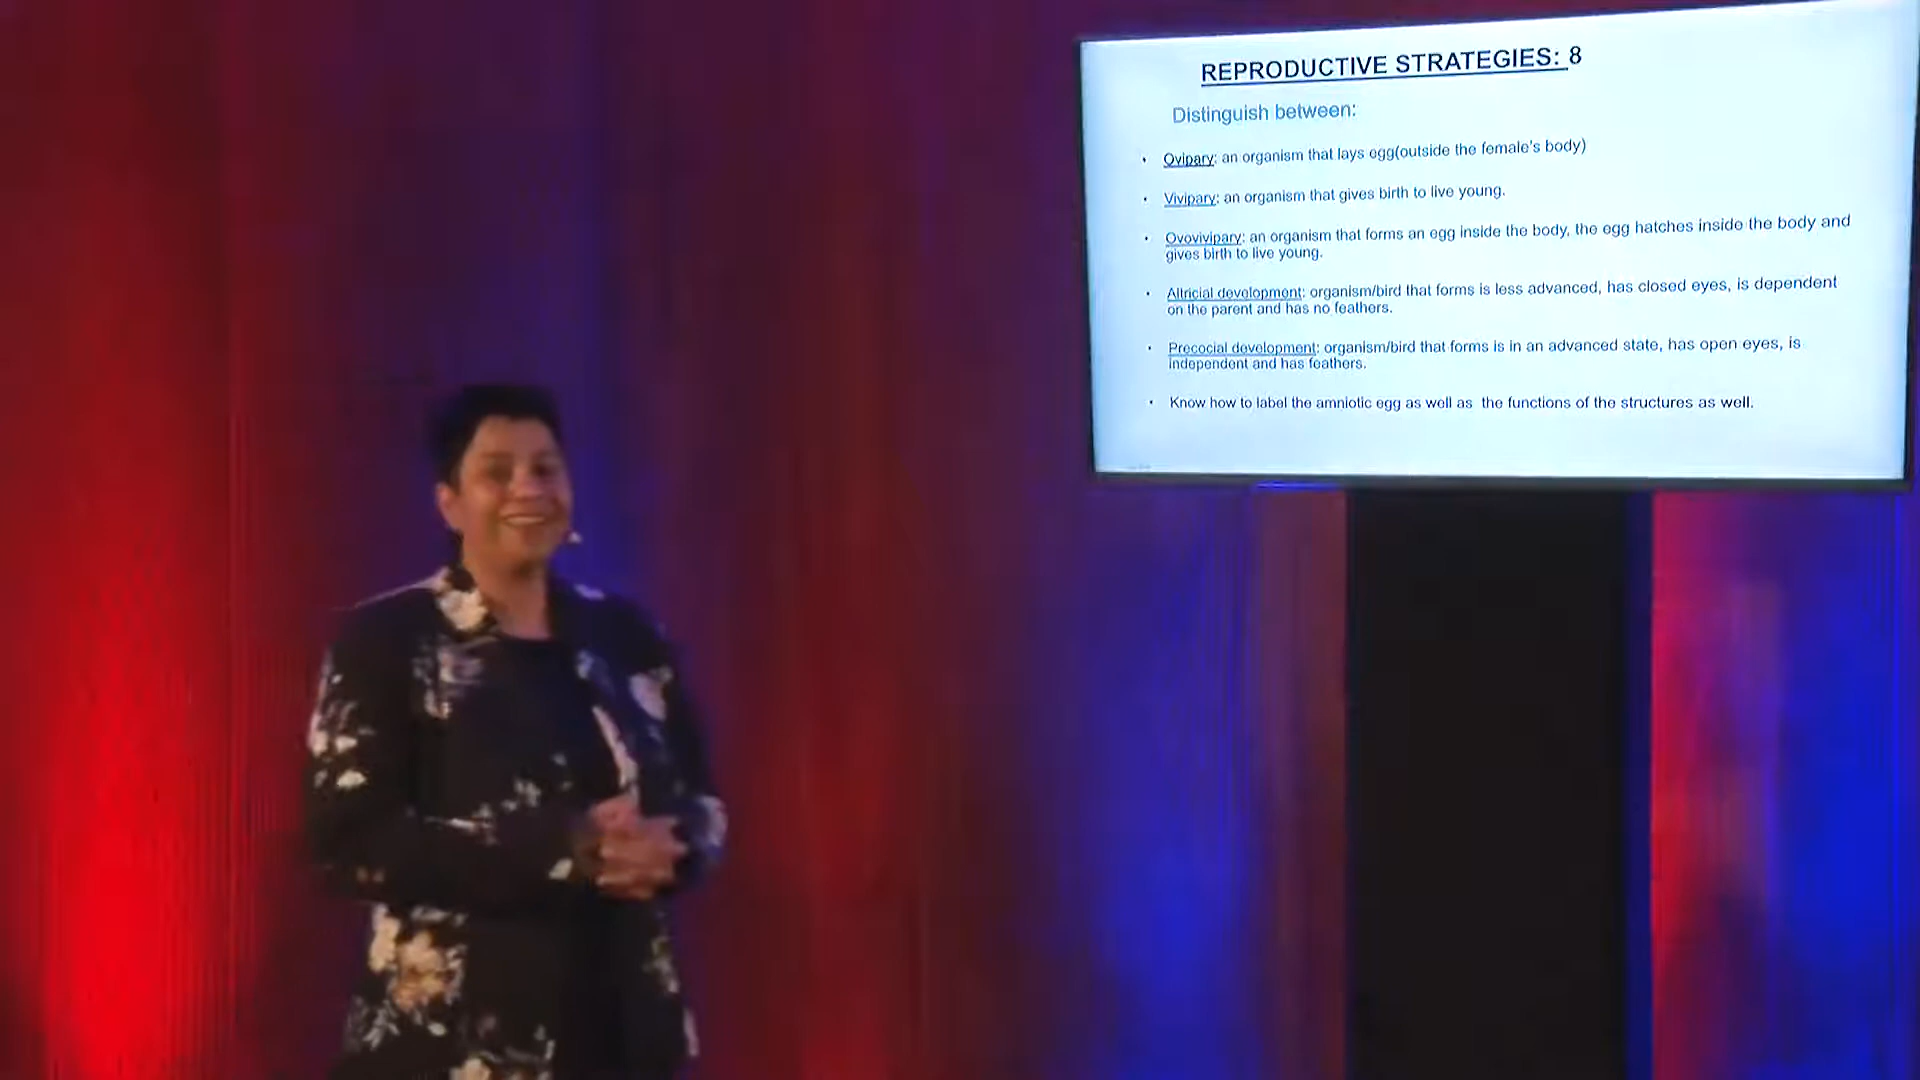 REPRODUCTIVE STRATEGIES: 8
Distinguish between:
• Ovipary: an organism that lays egg(outside the female's body)
• Vivipary: an organism that gives birth to live young.
• Ovovivipary: an organism that forms an egg inside the body, the egg hatches inside the body and
gives birth to live young.
• Altricial development: organism/bird that forms is less advanced, has closed eyes, is dependent
on the parent and has no feathers.
• Precocial development: organism/bird that forms is in an advanced state, has open eyes, is
independent and has feathers.
• Know how to label the amniotic egg as well as the functions of the structures as well.